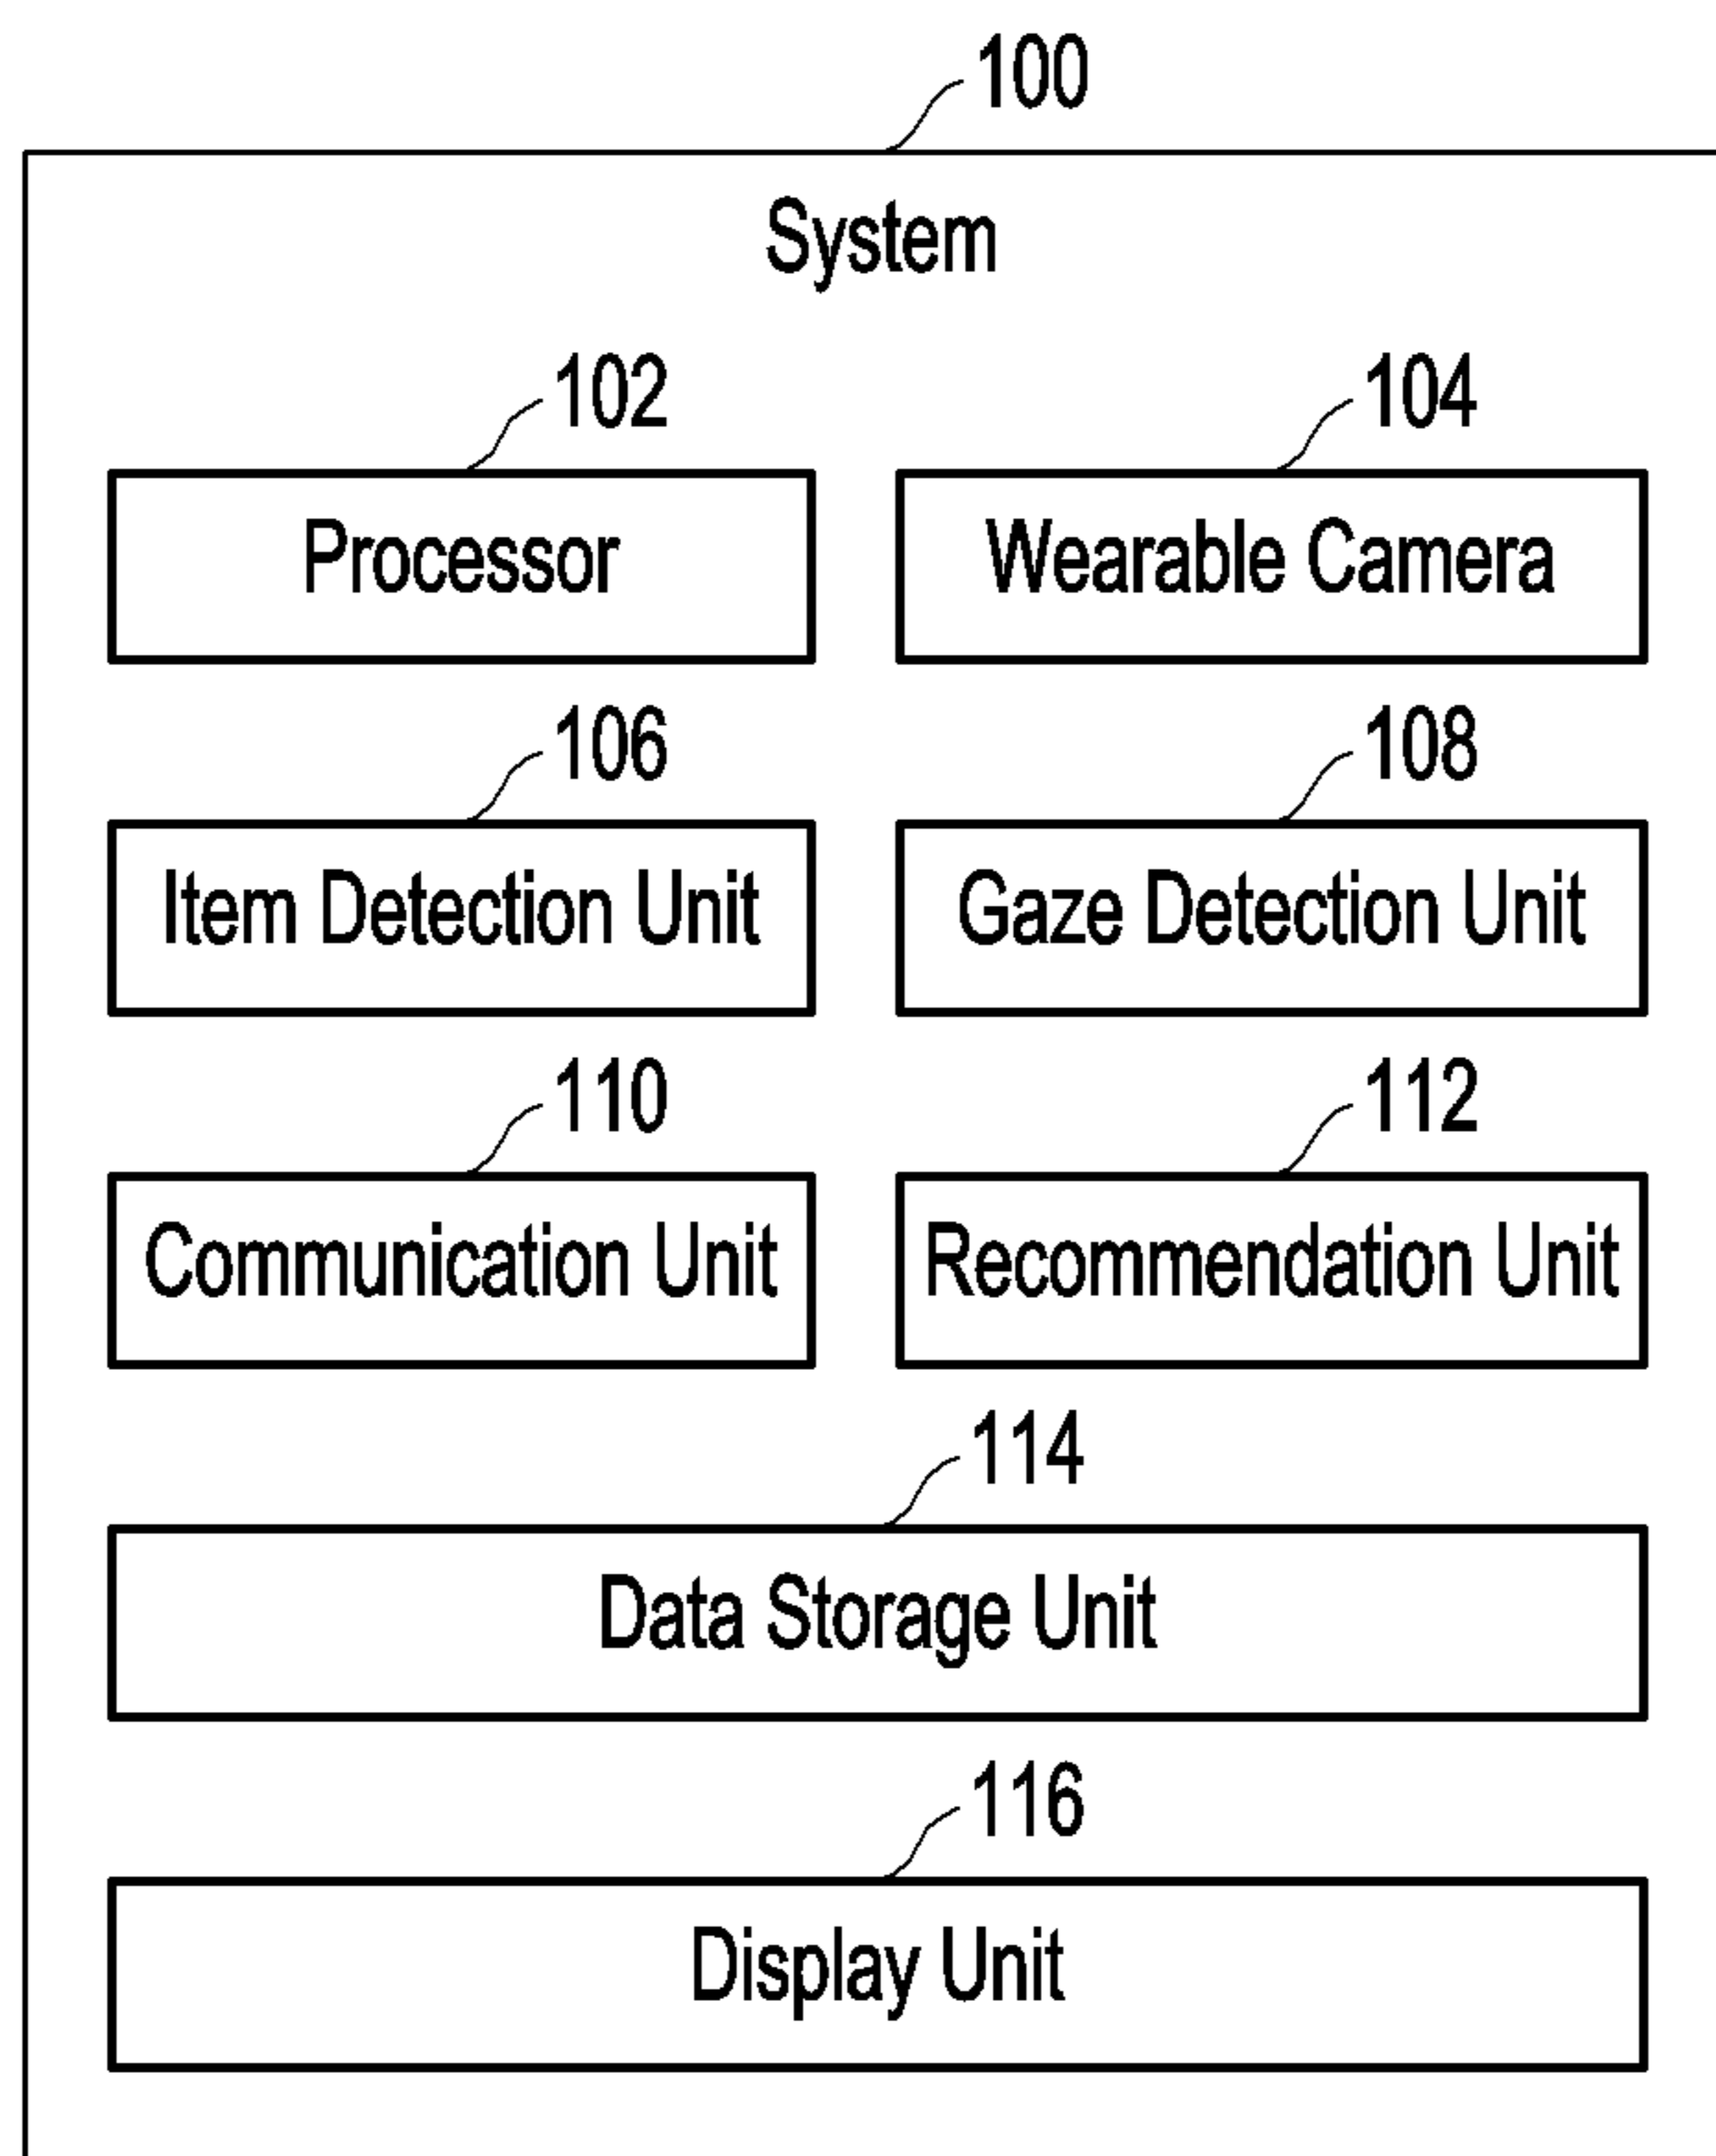 100
System
102 104
Processor Wearable Camera
106 108
Item Detection Unit Gaze Detection Unit
110 112
Communication Unit Recommendation Unit
114
Data Storage Unit
116
Display Unit